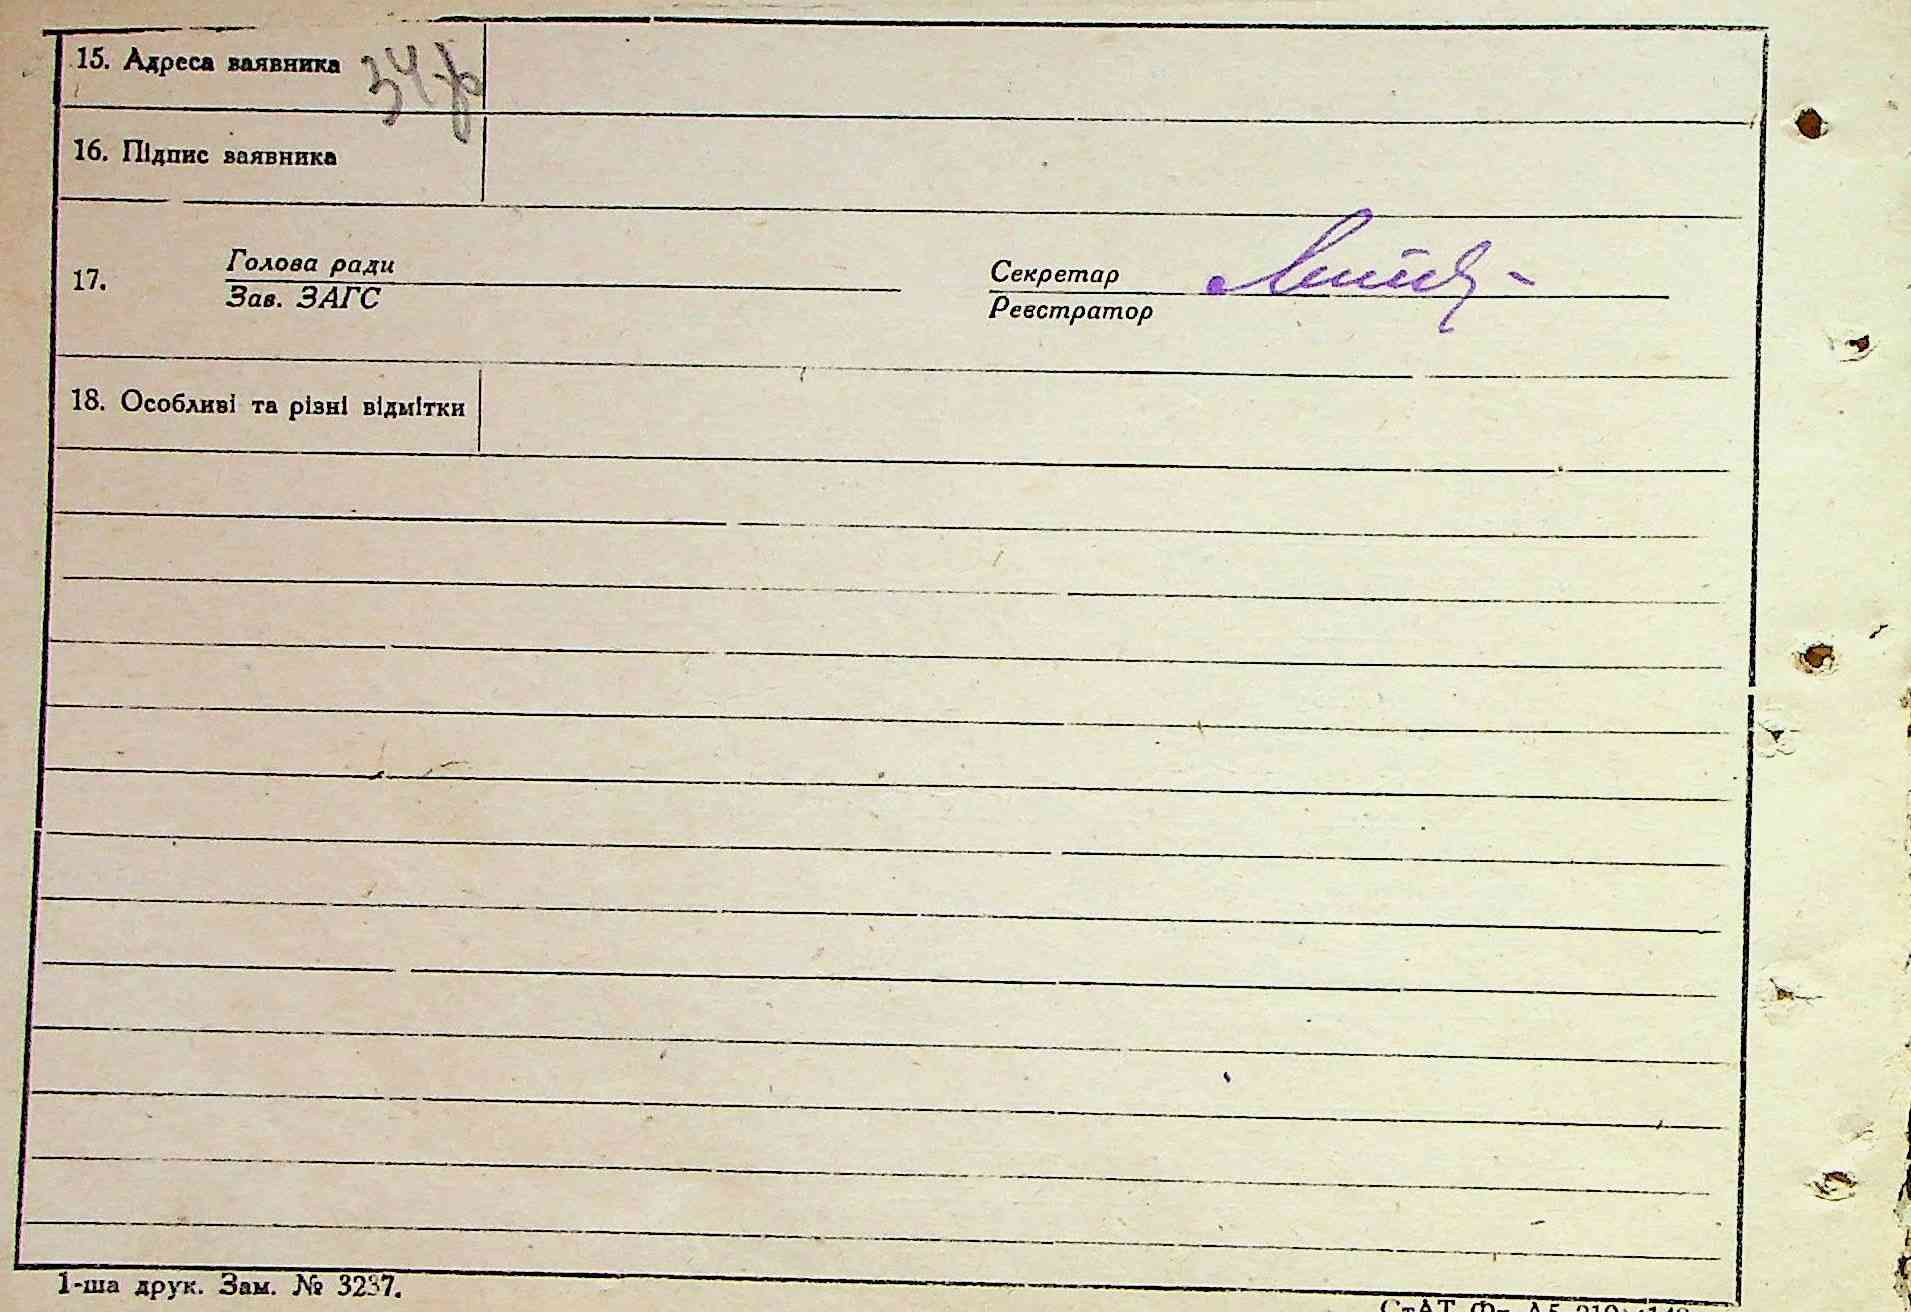 15. Адреса заявника 34
16. Підпис заявника
17. Голова ради
Зав. ЗАГС
Секретар
Реєстратор
18. Особливі та різні відмітки
1-ша друк. Зам. № 3237.
СтАТ Ф-